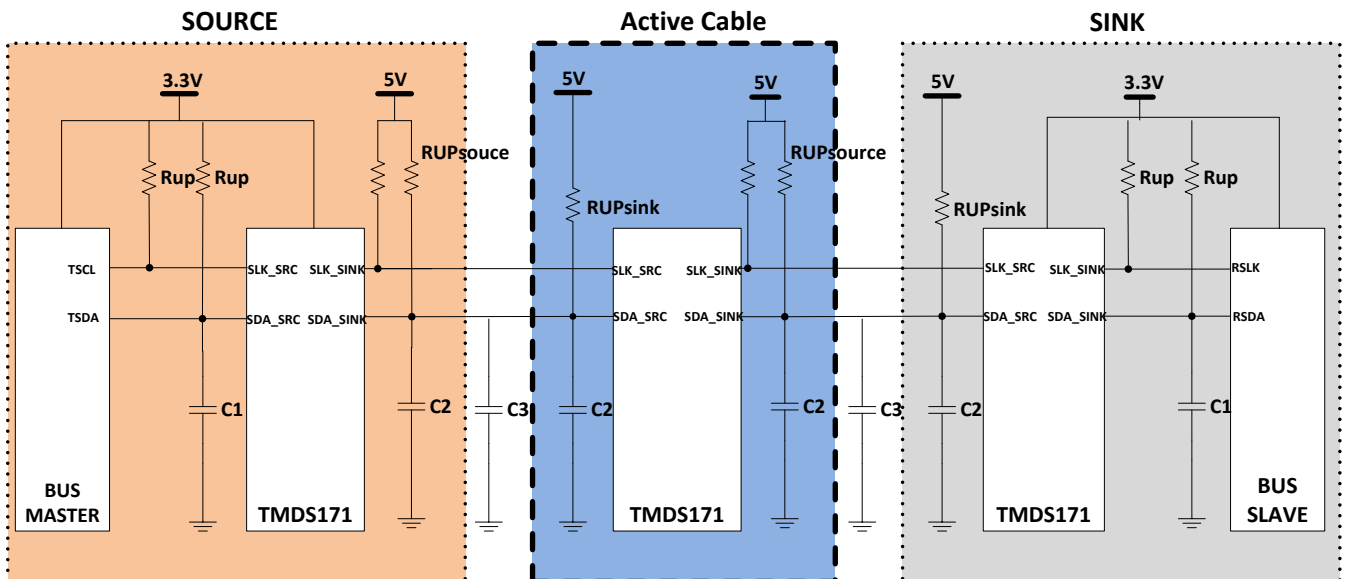 SOURCE
Active Cable
SINK
3.3V
5V
5V
5V
5V
3.3V
RUPsouce
RUPsource
Rup
Rup
Rup
Rup
RUPsink
RUPsink
TSCL
SLK_SRC
SLK_SINK
SLK_SRC
SLK_SINK
SLK_SRC
SLK_SINK
RSLK
TSDA
SDA_SRC
SDA_SINK
SDA_SRC
SDA_SINK
SDA_SRC
SDA_SINK
RSDA
C1
C2
C3
C2
C2
C3
C2
C1
BUS
MASTER
TMDS171
TMDS171
TMDS171
BUS
SLAVE